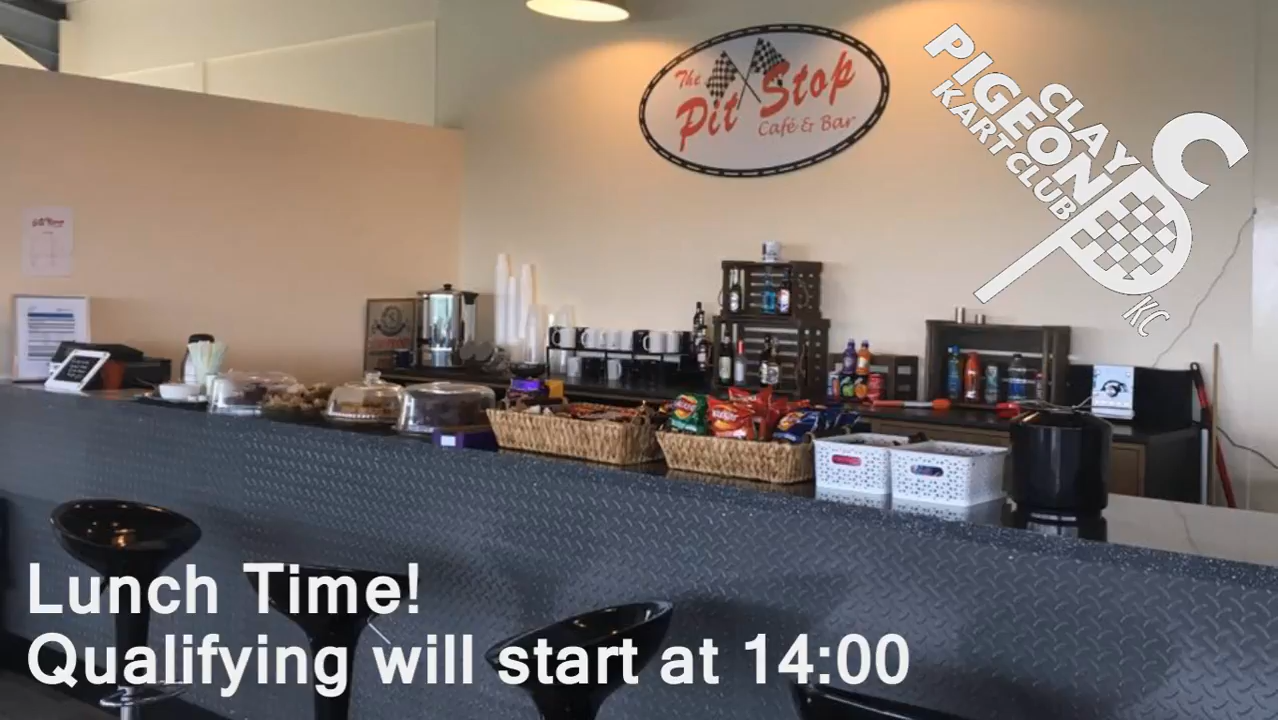 The
Pit Stop
Café & Bar
CLAY
PIGEON
KART CLUB
C
KC
Lunch Time!
Qualifying will start at 14:00